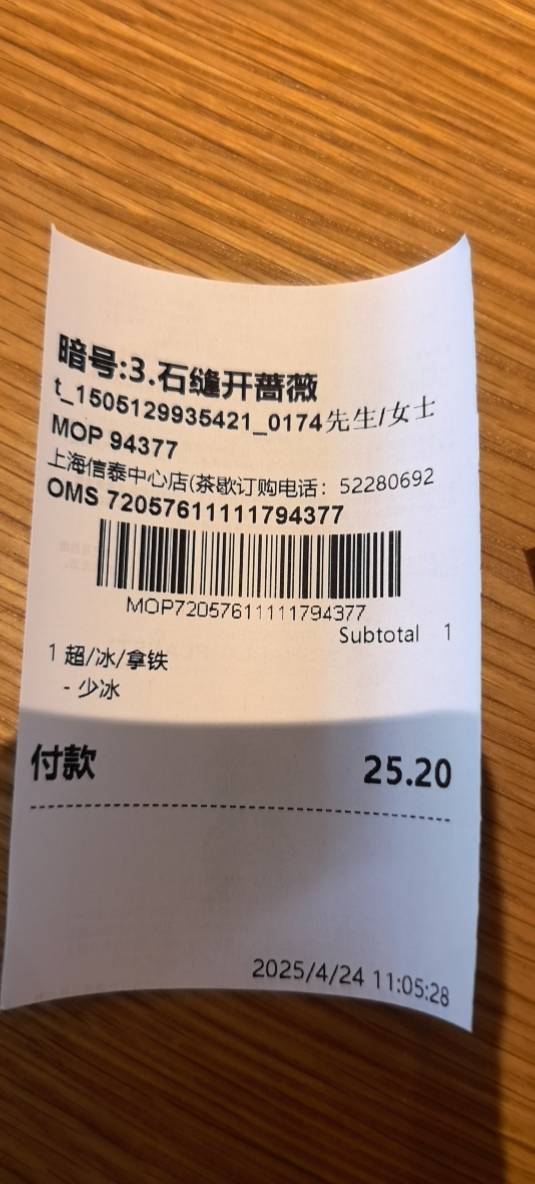 暗号:3.石缝开蔷薇
t_1505129935421_0174先生/女士
MOP 94377
上海信泰中心店(茶歇订购电话：52280692
OMS 72057611111794377
MOP72057611111794377
Subtotal 1
1 超/冰/拿铁
- 少冰
付款 25.20
2025/4/24 11:05:28